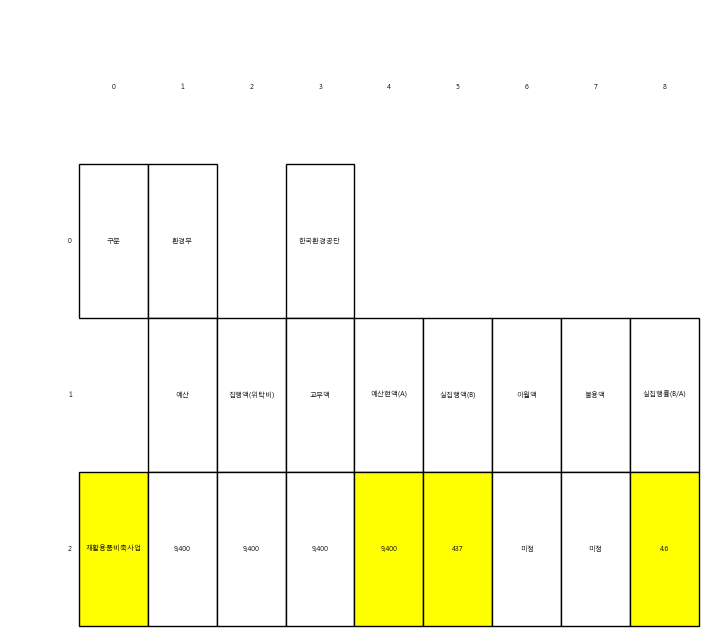 0 1 2 3 4 5 6 7 8
0 구분 환경부 한국환경공단
1 예산 집행액(위탁비) 교부액 예산현액(A) 실집행액(B) 이월액 불용액 실집행률(B/A)
2 재활용품비축사업 9,400 9,400 9,400 9,400 437 미정 미정 4.6